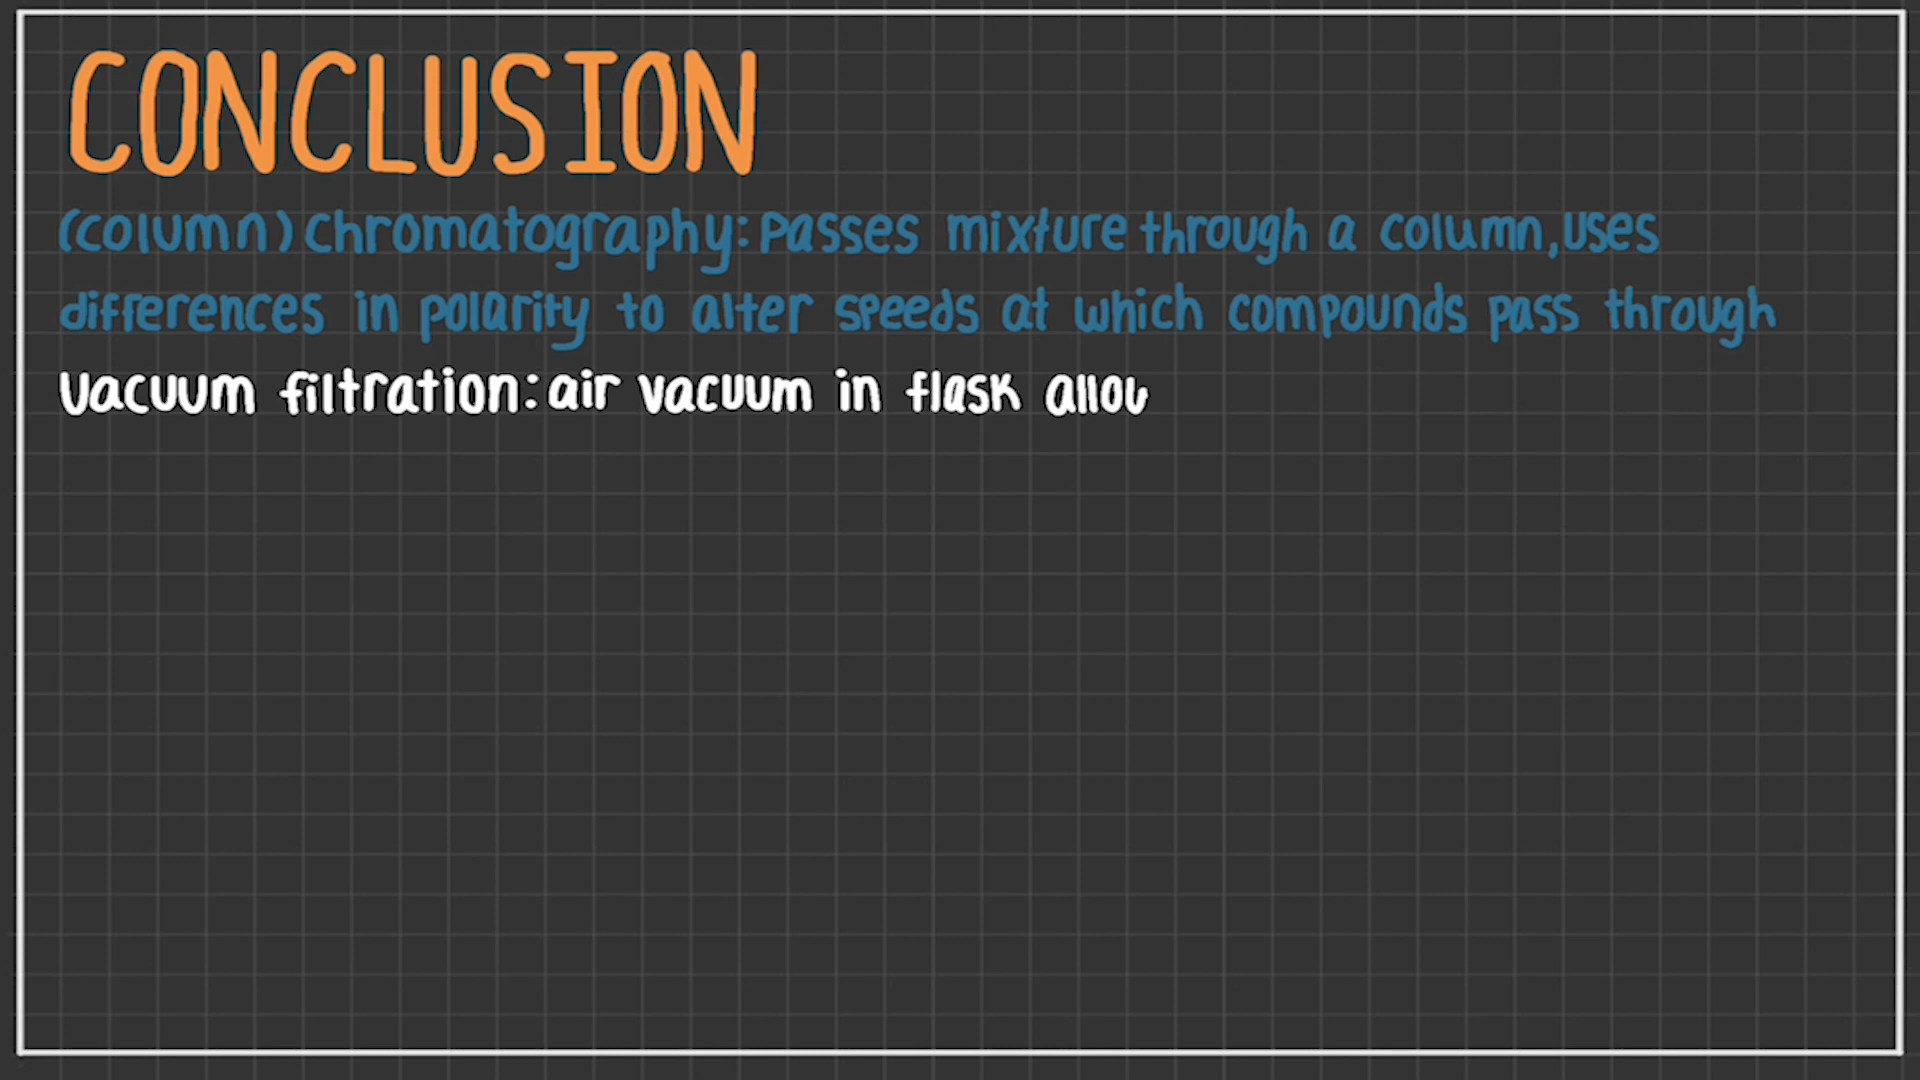 CONCLUSION
(column) chromatography: passes mixture through a column, uses
differences in polarity to alter speeds at which compounds pass through
Vacuum filtration: air vacuum in flask allou